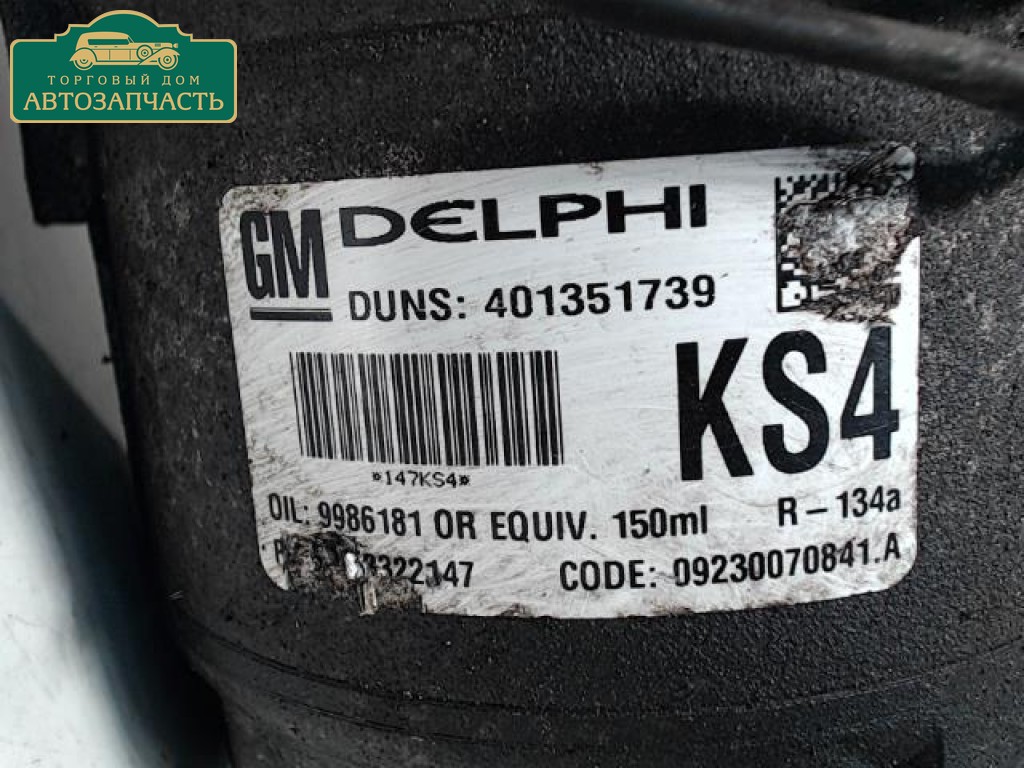 ТОРГОВЫЙ ДОМ
АВТОЗАПЧАСТЬ
GM DELPHI
DUNS: 401351739
KS4
*147KS4*
OIL: 9986181 OR EQUIV. 150ml R-134a
CODE: 09230070841.A